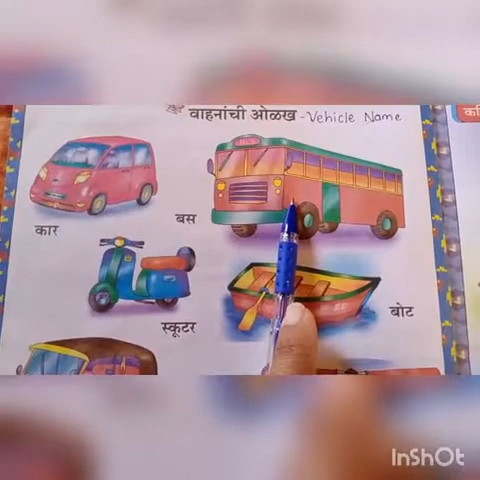 वाहनांची ओळख - Vehicle Name
कार
बस
स्कूटर
बोट
InShOt